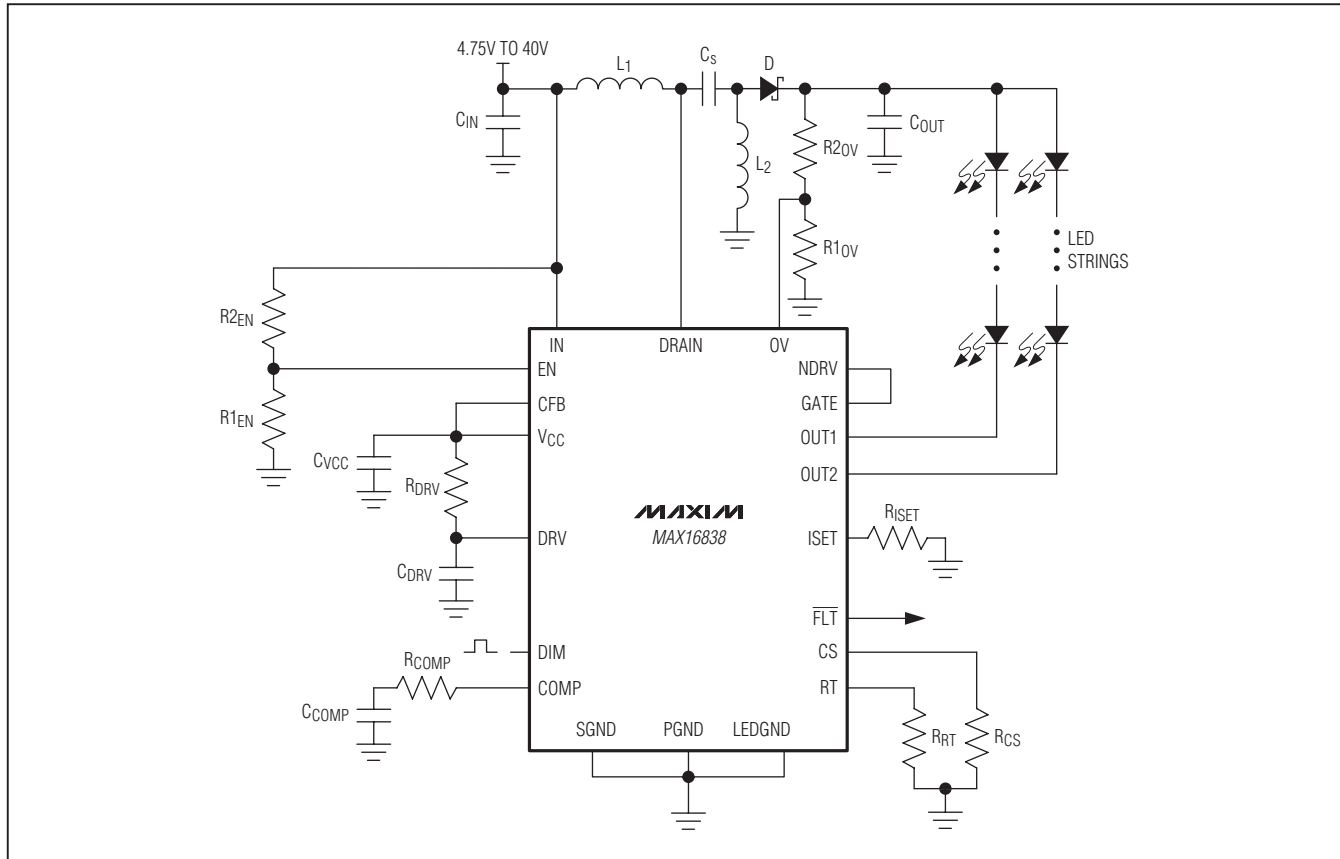 4.75V TO 40V
L1
CS
D
CIN
L2
R2OV
R1OV
COUT
LED
STRINGS
R2EN
R1EN
IN
DRAIN
OV
EN
CFB
VCC
DRV
DIM
COMP
NDRV
GATE
OUT1
OUT2
ISET
FLT
CS
RT
SGND
PGND
LEDGND
MAXIM
MAX16838
CVCC
RDRV
CDRV
RCOMP
CCOMP
RISET
RRT
RCS